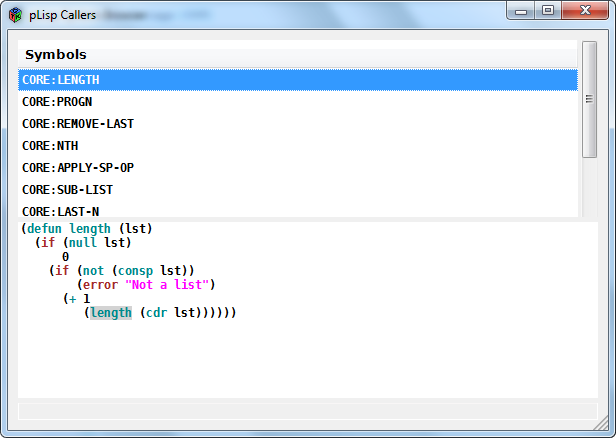 pLisp Callers
Symbols
CORE:LENGTH
CORE:PROGN
CORE:REMOVE-LAST
CORE:NTH
CORE:APPLY-SP-OP
CORE:SUB-LIST
CORE:LAST-N
(defun length (lst)
  (if (null lst)
      0
    (if (not (consp lst))
        (error "Not a list")
      (+ 1
         (length (cdr lst))))))